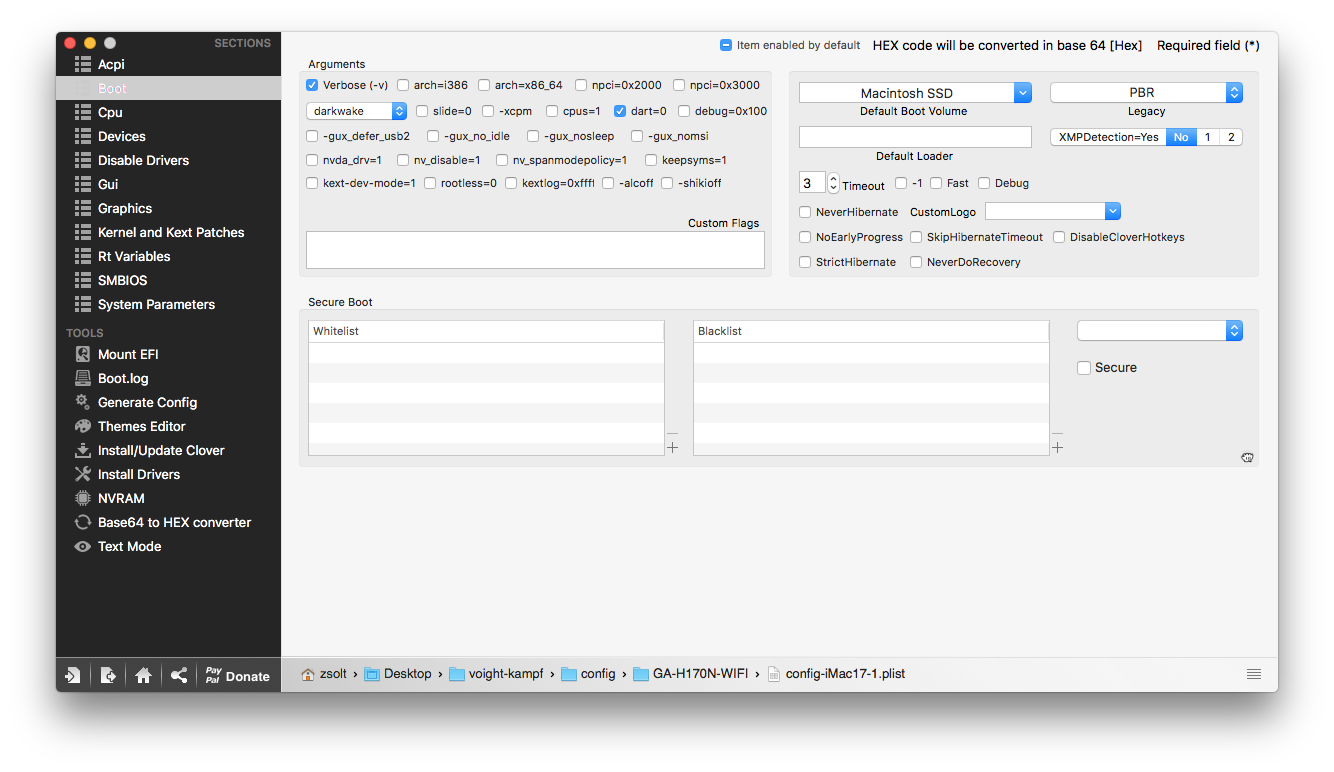 SECTIONS
Acpi
Boot
Cpu
Devices
Disable Drivers
Gui
Graphics
Kernel and Kext Patches
Rt Variables
SMBIOS
System Parameters
TOOLS
Mount EFI
Boot.log
Generate Config
Themes Editor
Install/Update Clover
Install Drivers
NVRAM
Base64 to HEX converter
Text Mode
Pay Pal Donate
Item enabled by default HEX code will be converted in base 64 [Hex] Required field (*)
Arguments
Verbose (-v) arch=i386 arch=x86_64 npci=0x2000 npci=0x3000
darkwake slide=0 -xcpm cpus=1 dart=0 debug=0x100
-gux_defer_usb2 -gux_no_idle -gux_nosleep -gux_nomsi
nvda_drv=1 nv_disable=1 nv_spanmodepolicy=1 keepsyms=1
kext-dev-mode=1 rootless=0 kextlog=0xffff -alcoff -shikioff
Custom Flags
Macintosh SSD PBR
Default Boot Volume Legacy
XMPDetection=Yes No 1 2
Default Loader
3 Timeout -1 Fast Debug
NeverHibernate CustomLogo
NoEarlyProgress SkipHibernateTimeout DisableCloverHotkeys
StrictHibernate NeverDoRecovery
Secure Boot
Whitelist Blacklist
Secure
zsolt › Desktop › voight-kampf › config › GA-H170N-WIFI › config-iMac17-1.plist